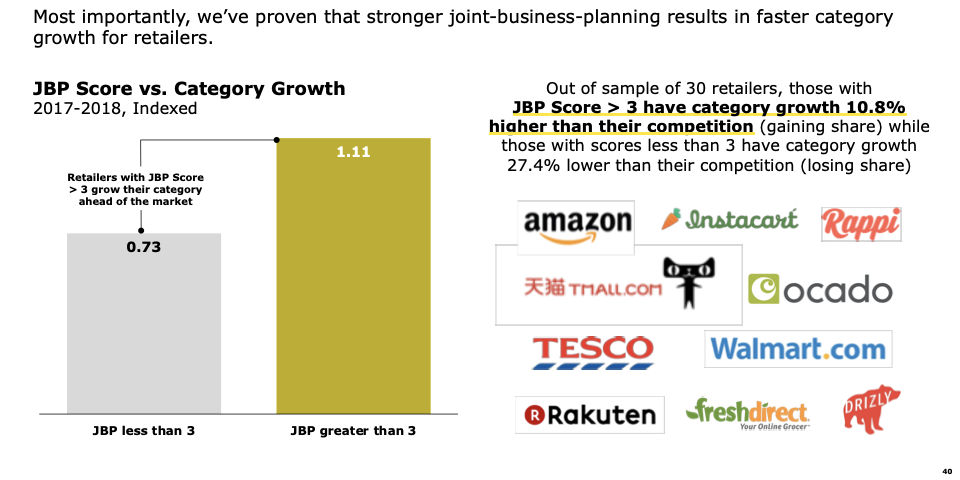 Most importantly, we’ve proven that stronger joint-business-planning results in faster category
growth for retailers.
JBP Score vs. Category Growth
2017-2018, Indexed
1.11
Retailers with JBP Score
> 3 grow their category
ahead of the market
0.73
JBP less than 3
JBP greater than 3
Out of sample of 30 retailers, those with
JBP Score > 3 have category growth 10.8%
higher than their competition (gaining share) while
those with scores less than 3 have category growth
27.4% lower than their competition (losing share)
amazon
Instacart
Rappi
天猫 TMALL.COM
ocado
TESCO
Walmart.com
R Rakuten
freshdirect.
Your Online Grocer™
DRIZLY
40